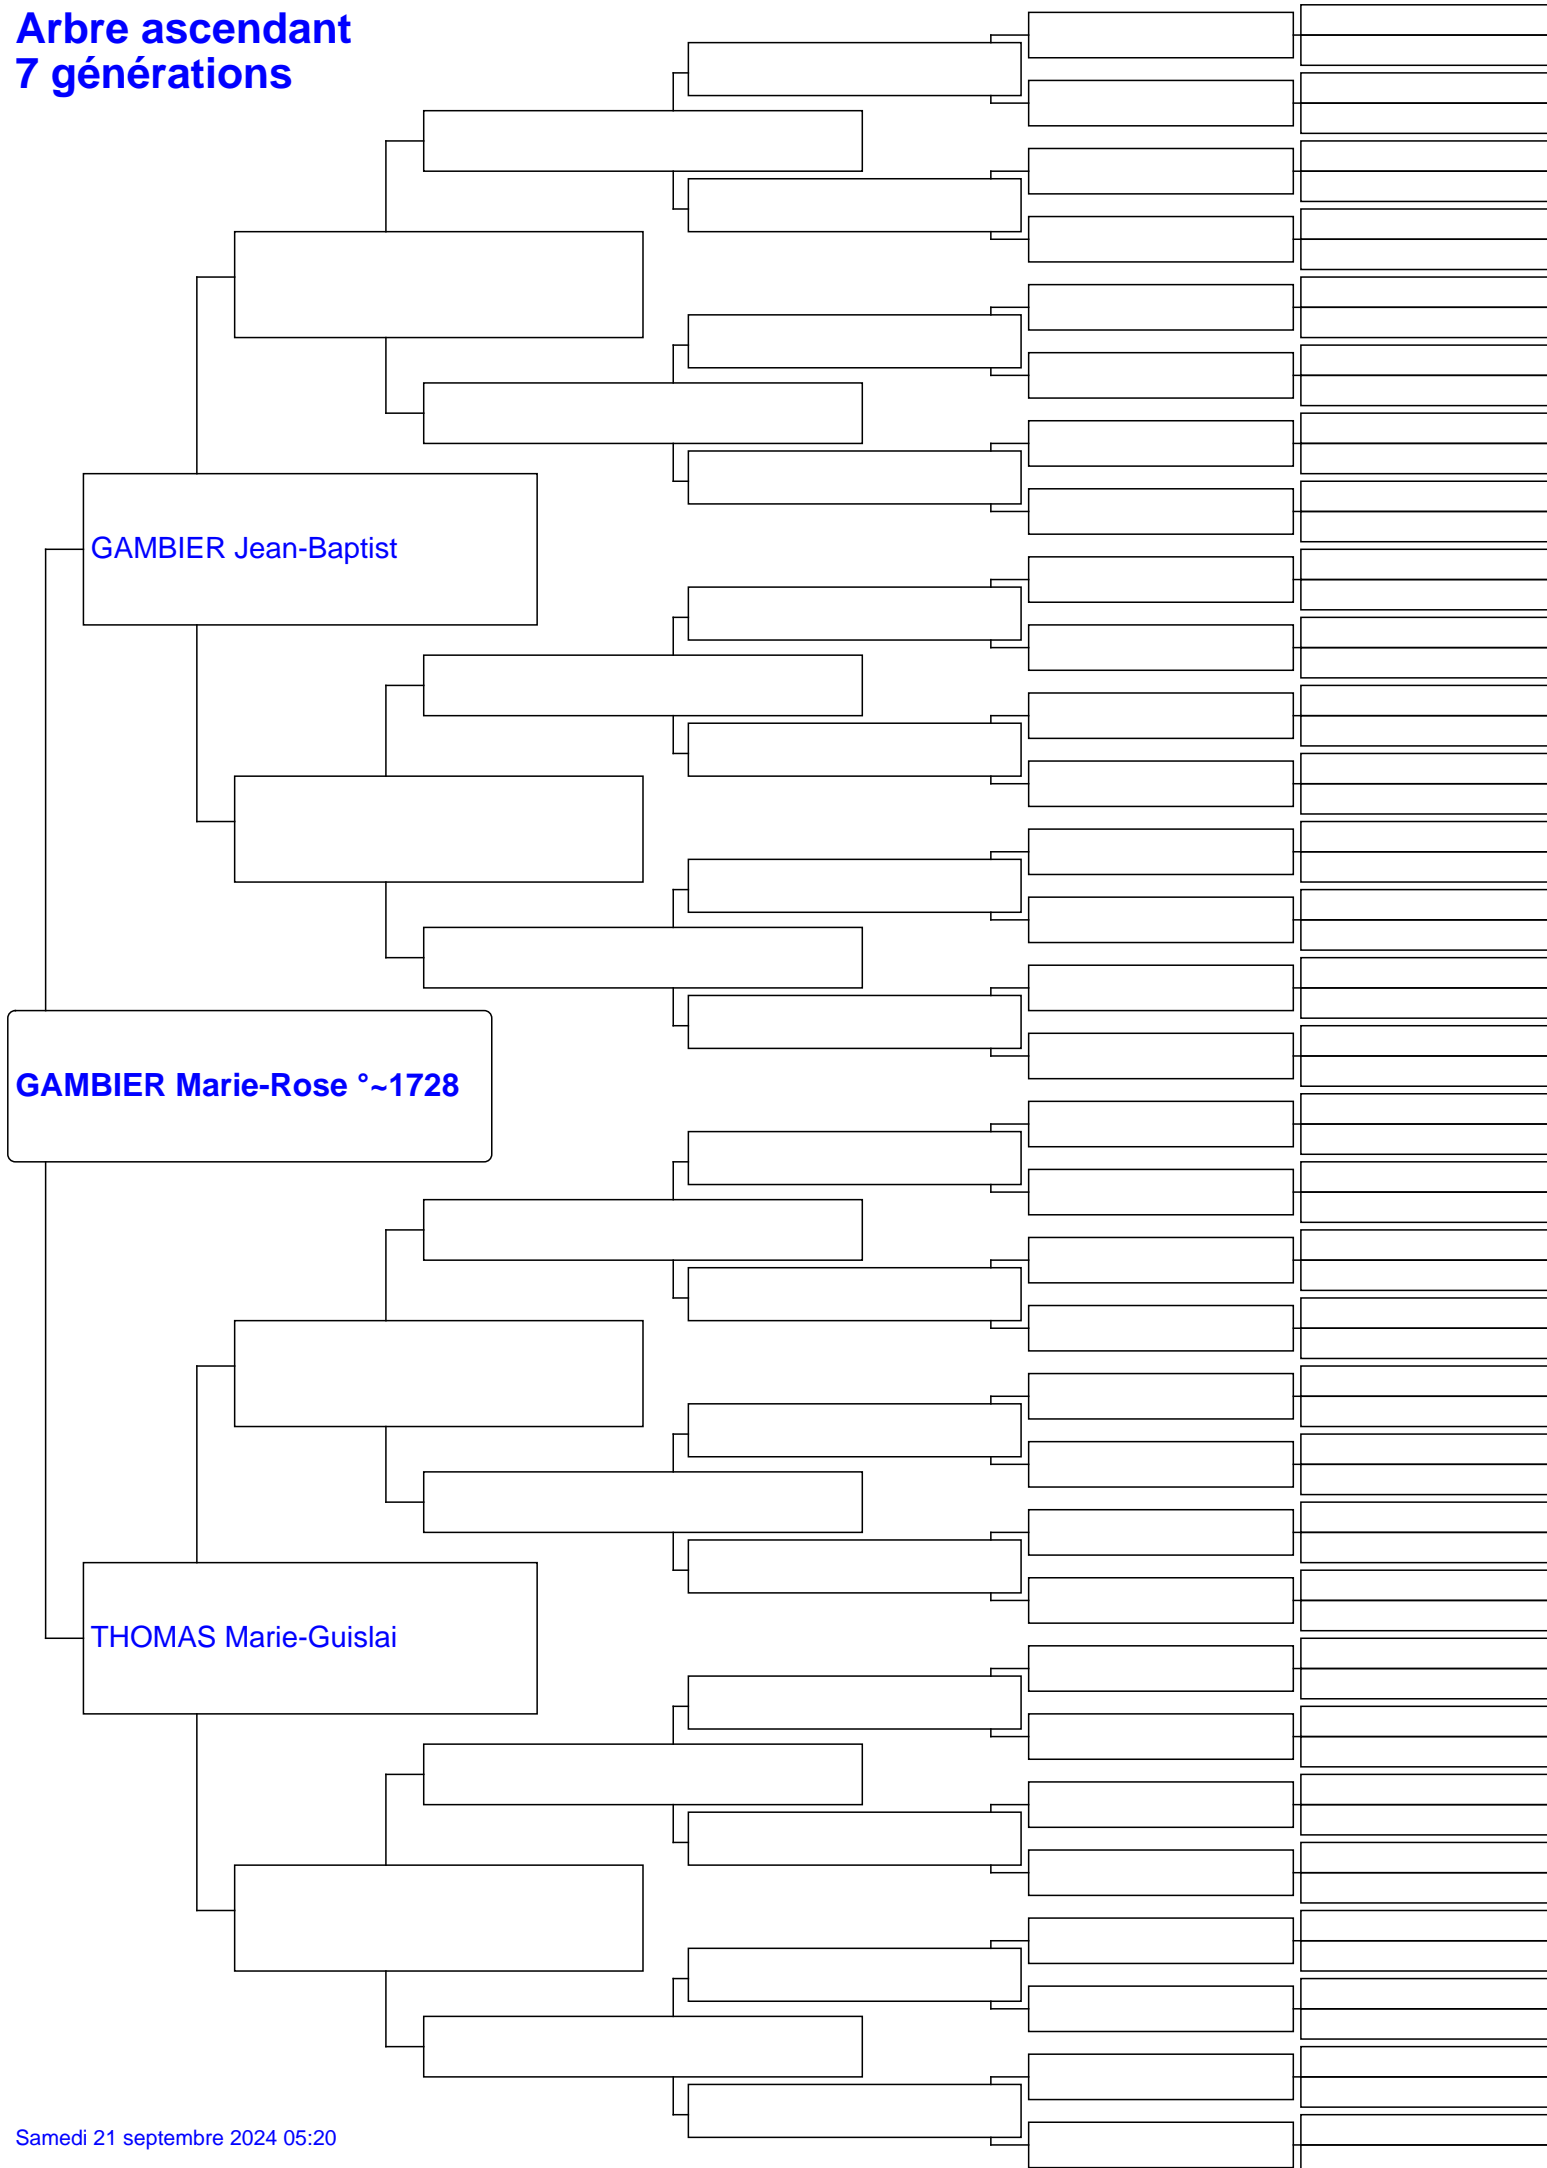 Arbre ascendant
7 générations
GAMBIER Jean-Baptist
GAMBIER Marie-Rose °~1728
THOMAS Marie-Guislai
Samedi 21 septembre 2024 05:20